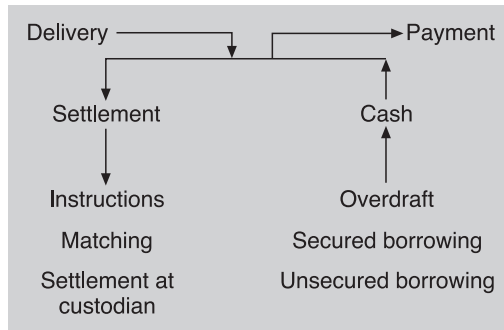 Delivery
Payment
Settlement
Cash
Instructions
Overdraft
Matching
Secured borrowing
Settlement at
custodian
Unsecured borrowing